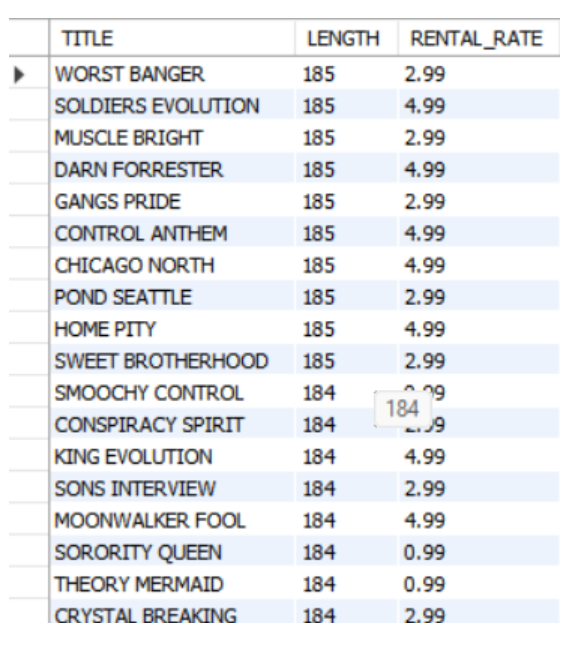 TITLE LENGTH RENTAL_RATE
WORST BANGER 185 2.99
SOLDIERS EVOLUTION 185 4.99
MUSCLE BRIGHT 185 2.99
DARN FORRESTER 185 4.99
GANGS PRIDE 185 2.99
CONTROL ANTHEM 185 4.99
CHICAGO NORTH 185 4.99
POND SEATTLE 185 2.99
HOME PITY 185 4.99
SWEET BROTHERHOOD 185 2.99
SMOOCHY CONTROL 184
184
CONSPIRACY SPIRIT 184
KING EVOLUTION 184 4.99
SONS INTERVIEW 184 2.99
MOONWALKER FOOL 184 4.99
SORORITY QUEEN 184 0.99
THEORY MERMAID 184 0.99
CRYSTAL BREAKING 184 2.99